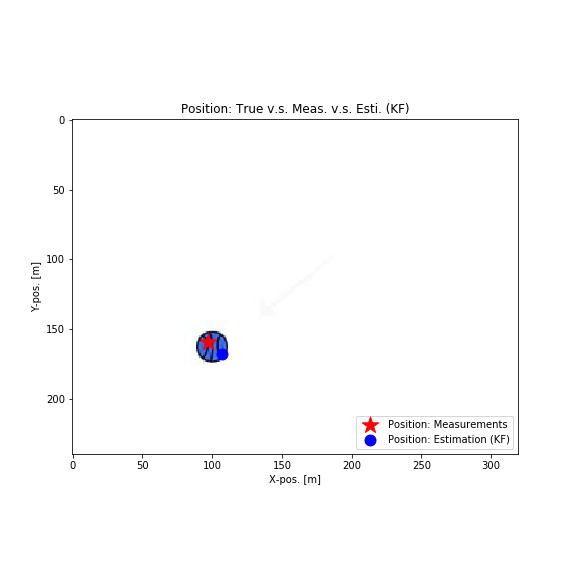 Position: True v.s. Meas. v.s. Esti. (KF)
0
50
100
150
200
Y-pos. [m]
0
50
100
150
200
250
300
X-pos. [m]
Position: Measurements
Position: Estimation (KF)